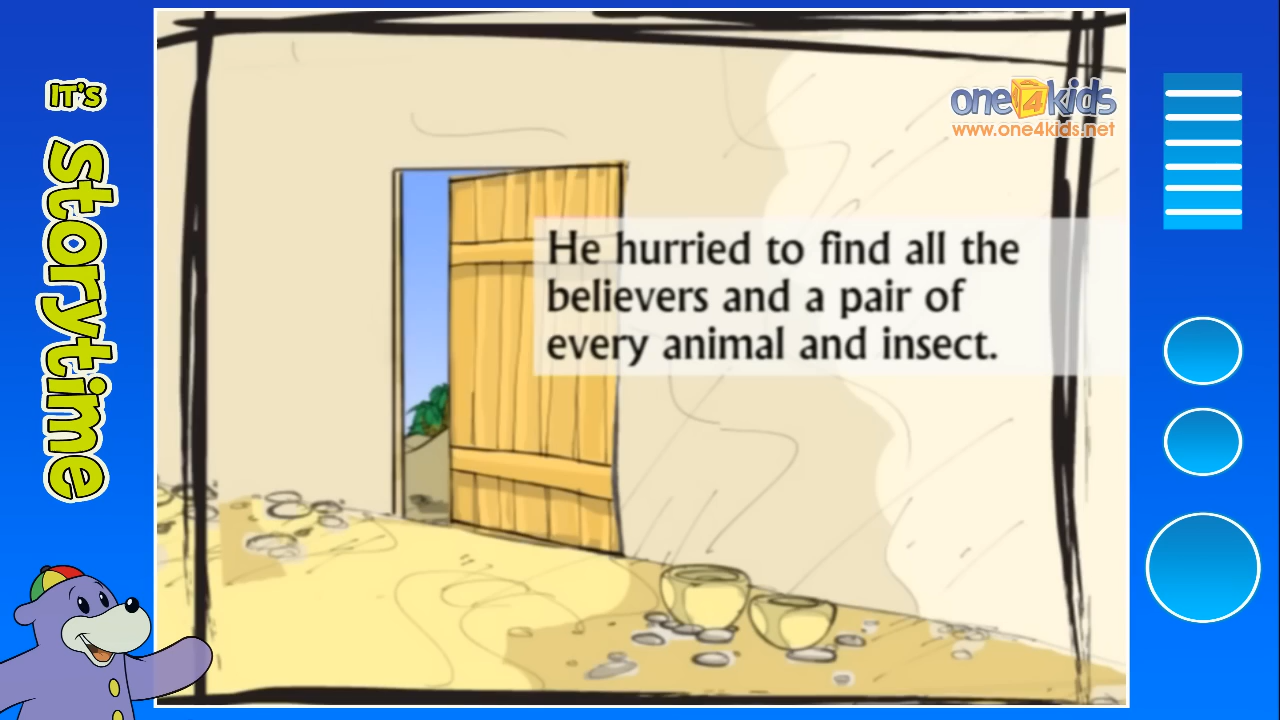 IT's
Storytime
one4kids
www.one4kids.net
He hurried to find all the
believers and a pair of
every animal and insect.